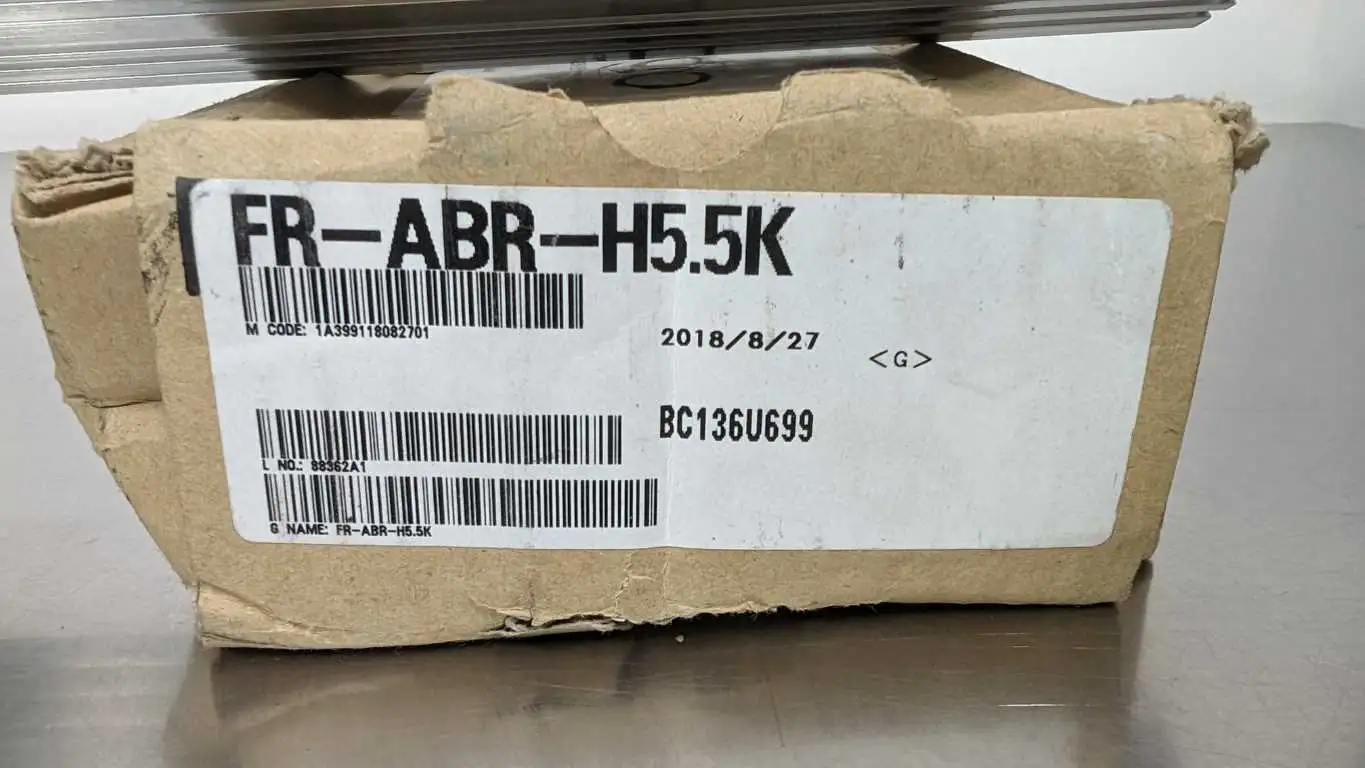 FR-ABR-H5.5K
M CODE: 1A399118082701
2018/8/27
<G>
BC136U699
L NO.: 88362A1
G NAME: FR-ABR-H5.5K